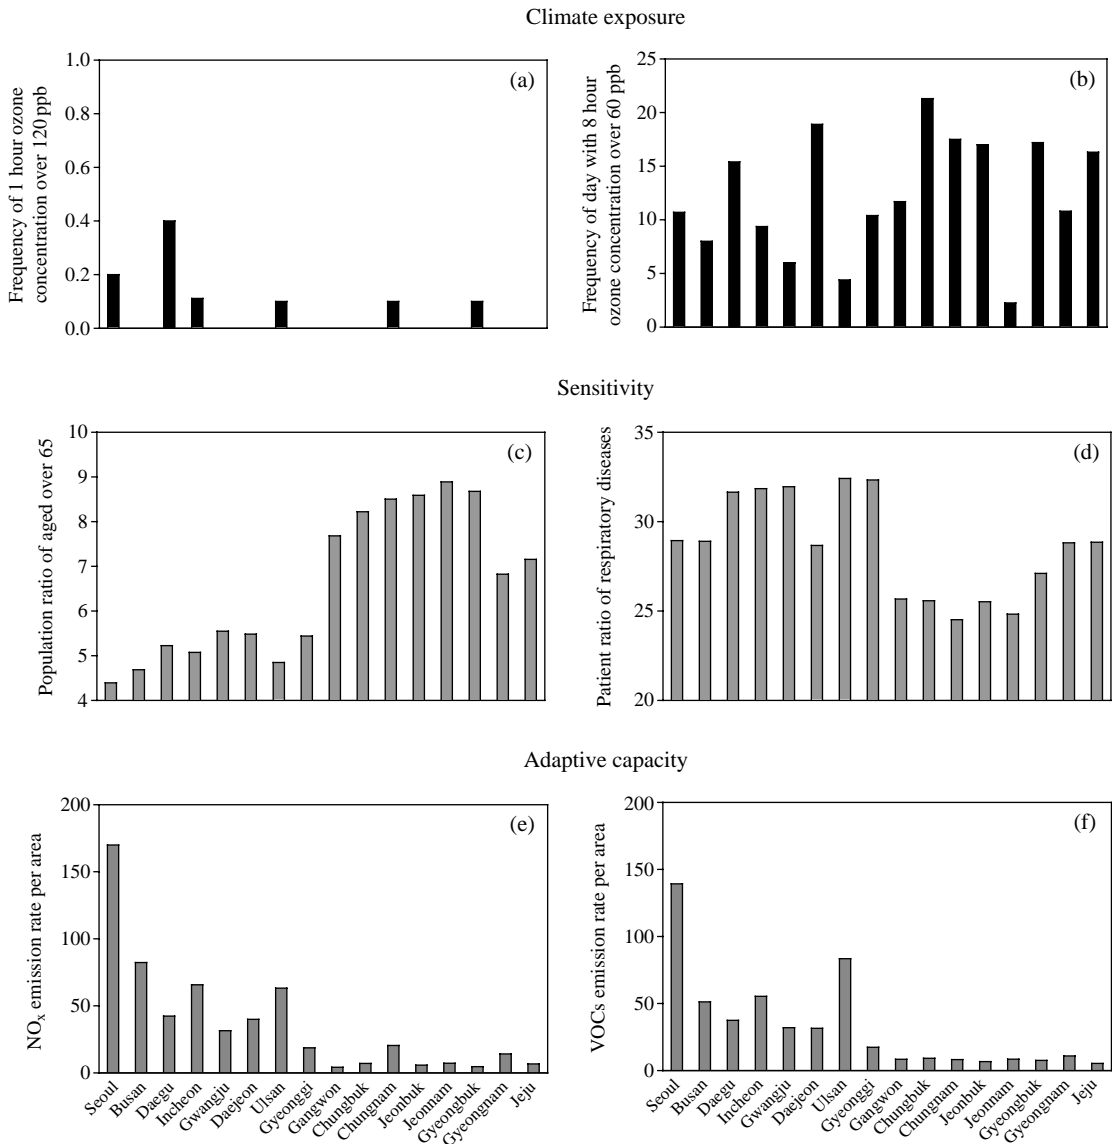 Climate exposure
Frequency of 1 hour ozone
concentration over 120 ppb
1.0
0.8
0.6
0.4
0.2
0.0
(a)
Frequency of day with 8 hour
ozone concentration over 60 ppb
25
20
15
10
5
0
(b)
Sensitivity
Population ratio of aged over 65
10
9
8
7
6
5
4
(c)
Patient ratio of respiratory diseases
35
30
25
20
(d)
Adaptive capacity
NOx emission rate per area
200
150
100
50
0
(e)
Seoul
Busan
Daegu
Incheon
Gwangju
Daejeon
Ulsan
Gyeonggi
Gangwon
Chungbuk
Chungnam
Jeonbuk
Jeonnam
Gyeongbuk
Gyeongnam
Jeju
VOCs emission rate per area
200
150
100
50
0
(f)
Seoul
Busan
Daegu
Incheon
Gwangju
Daejeon
Ulsan
Gyeonggi
Gangwon
Chungbuk
Chungnam
Jeonbuk
Jeonnam
Gyeongbuk
Gyeongnam
Jeju